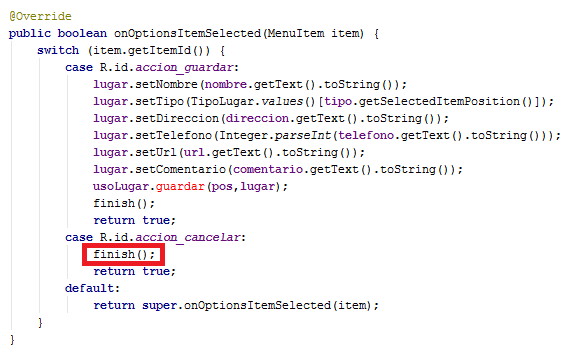 @Override
public boolean onOptionsItemSelected(MenuItem item) {
switch (item.getItemId()) {
case R.id.accion_guardar:
lugar.setNombre(nombre.getText().toString());
lugar.setTipo(TipoLugar.values()[tipo.getSelectedItemPosition()]);
lugar.setDireccion(direccion.getText().toString());
lugar.setTelefono(Integer.parseInt(telefono.getText().toString()));
lugar.setUrl(url.getText().toString());
lugar.setComentario(comentario.getText().toString());
usoLugar.guardar(pos,lugar);
finish();
return true;
case R.id.accion_cancelar:
finish();
return true;
default:
return super.onOptionsItemSelected(item);
}
}